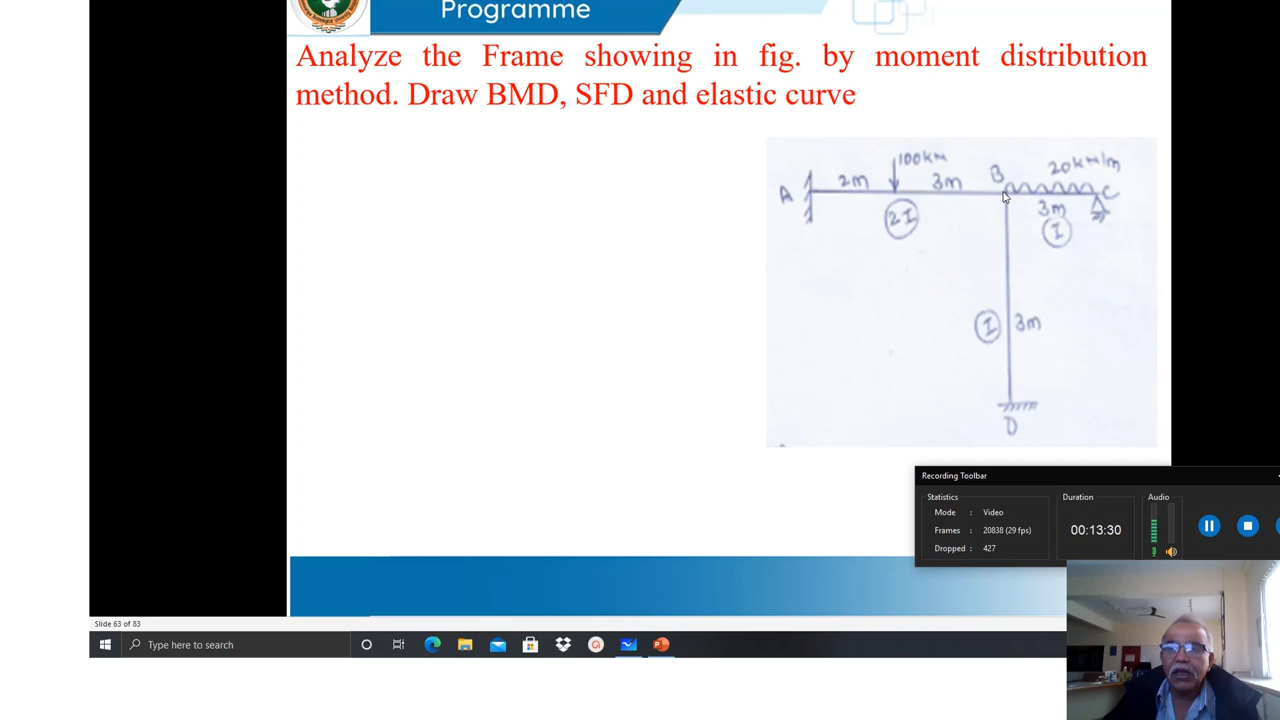 Programme
Analyze the Frame showing in fig. by moment distribution
method. Draw BMD, SFD and elastic curve
100KN
B
20KN/m
A
2m
3m
C
2I
3m
I
I
3m
D
Recording Toolbar
Statistics
Duration
Audio
Mode : Video
Frames : 20838 (29 fps)
00:13:30
Dropped : 427
Slide 63 of 83
Type here to search